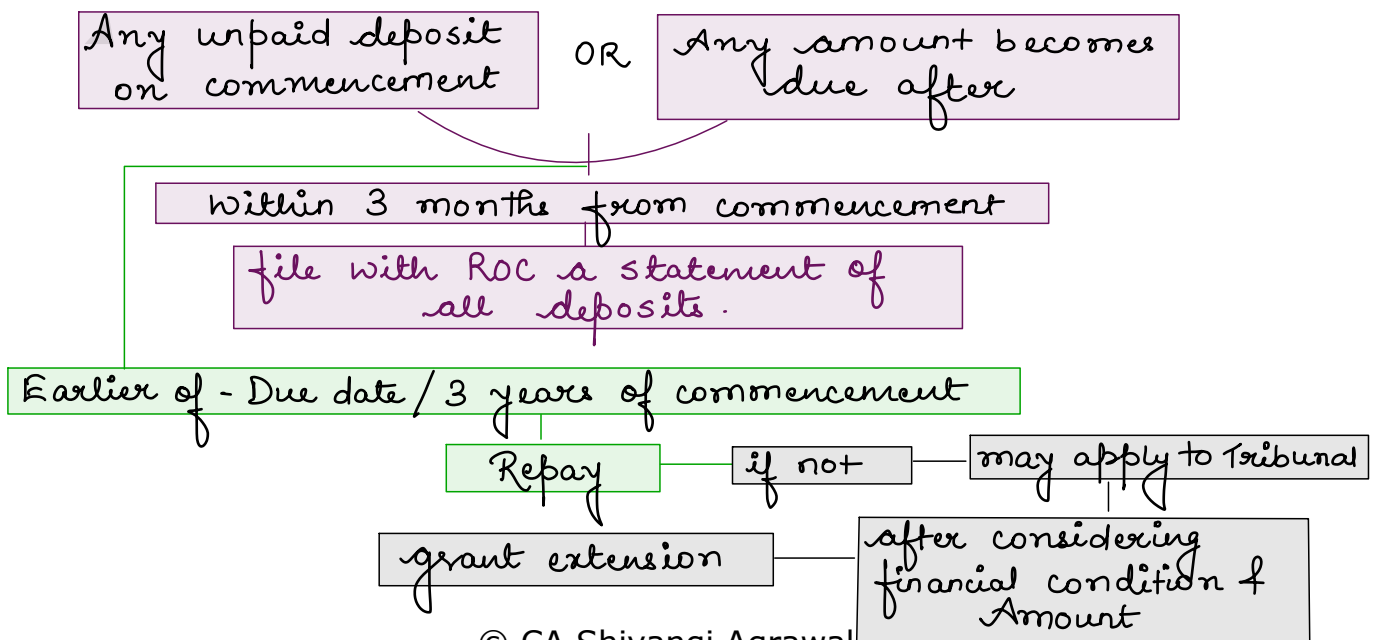 Any unpaid deposit
on commencement
OR
Any amount becomes
due after
within 3 months from commencement
file with ROC a statement of
all deposits.
Earlier of - Due date / 3 years of commencement
Repay
if not
may apply to Tribunal
after considering
financial condition &
Amount
grant extension
© CA Shivangi Agrawal